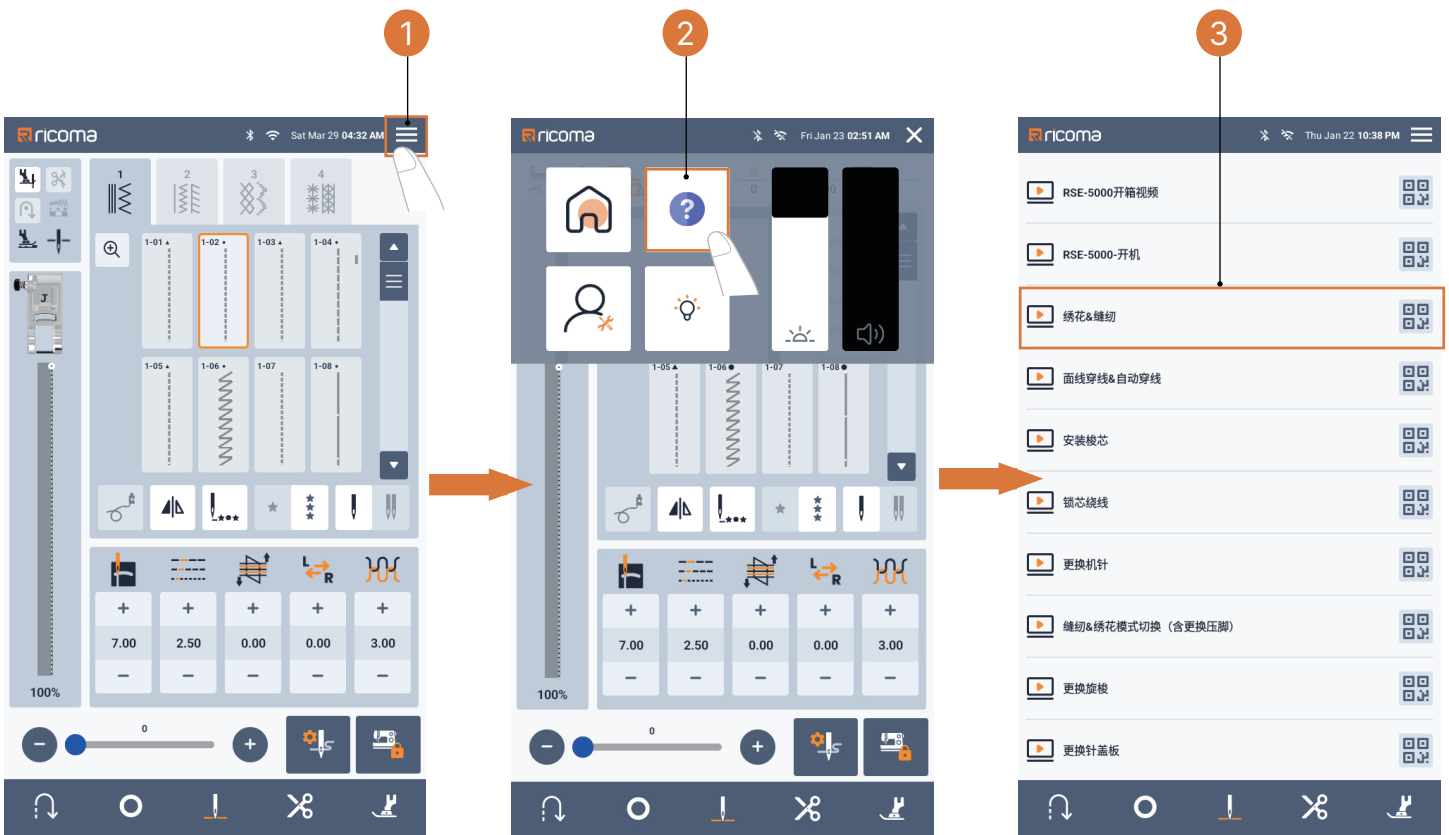 1
2
3
ricoma
Sat Mar 29 04:32 AM
1
2
3
4
J
1-01
1-02
1-03
1-04
1-05
1-06
1-07
1-08
7.00
2.50
0.00
0.00
3.00
L
R
100%
0
ricoma
Fri Jan 23 02:51 AM
?
1-05
1-06
1-07
1-08
L
R
7.00
2.50
0.00
0.00
3.00
100%
0
ricoma
Thu Jan 22 10:38 PM
RSE-5000开箱视频
RSE-5000-开机
绣花&缝纫
面线穿线&自动穿线
安装梭芯
锁芯绕线
更换机针
缝纫&绣花模式切换（含更换压脚）
更换旋梭
更换针盖板